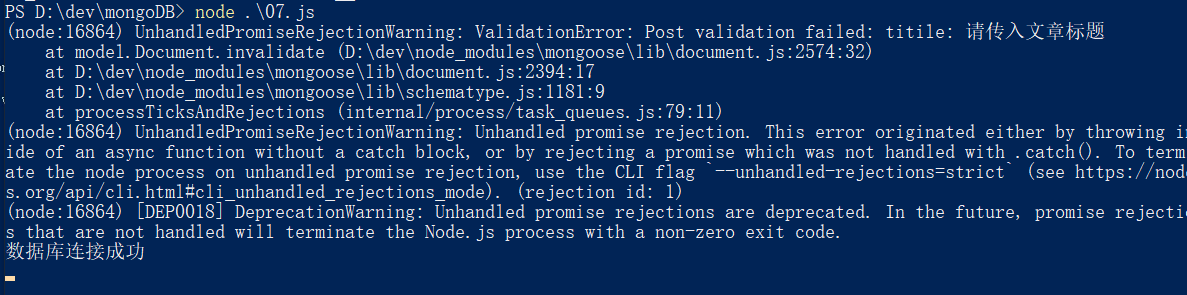 PS D:\dev\mongoDB> node .\07.js
(node:16864) UnhandledPromiseRejectionWarning: ValidationError: Post validation failed: titile: 请传入文章标题
at model.Document.invalidate (D:\dev\node_modules\mongoose\lib\document.js:2574:32)
at D:\dev\node_modules\mongoose\lib\document.js:2394:17
at D:\dev\node_modules\mongoose\lib\schematype.js:1181:9
at processTicksAndRejections (internal/process/task_queues.js:79:11)
(node:16864) UnhandledPromiseRejectionWarning: Unhandled promise rejection. This error originated either by throwing in
ide of an async function without a catch block, or by rejecting a promise which was not handled with .catch(). To term
ate the node process on unhandled promise rejection, use the CLI flag `--unhandled-rejections=strict` (see https://nod
s.org/api/cli.html#cli_unhandled_rejections_mode). (rejection id: 1)
(node:16864) [DEP0018] DeprecationWarning: Unhandled promise rejections are deprecated. In the future, promise rejecti
s that are not handled will terminate the Node.js process with a non-zero exit code.
数据库连接成功